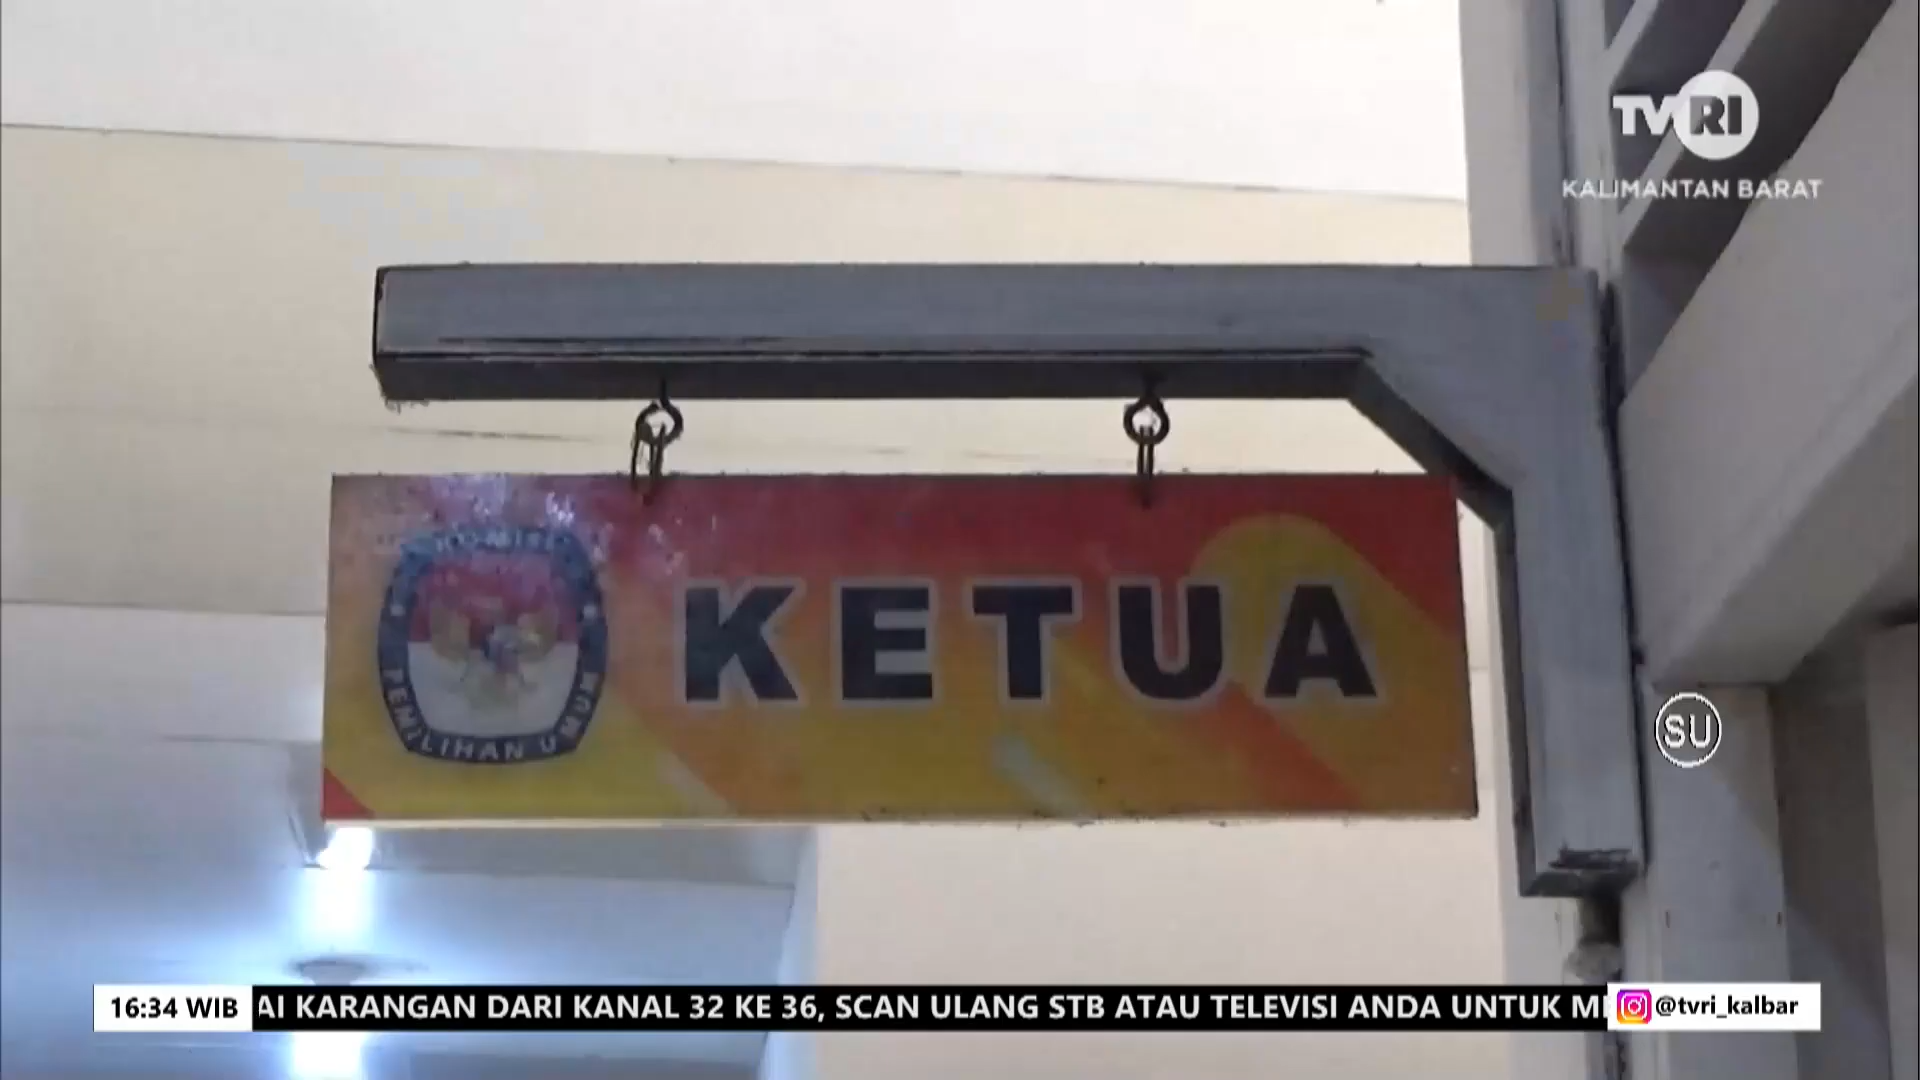 TVRI
KALIMANTAN BARAT
KOMISI
PEMILIHAN UMUM
KETUA
SU
16:34 WIB
AI KARANGAN DARI KANAL 32 KE 36, SCAN ULANG STB ATAU TELEVISI ANDA UNTUK
@tvri_kalbar